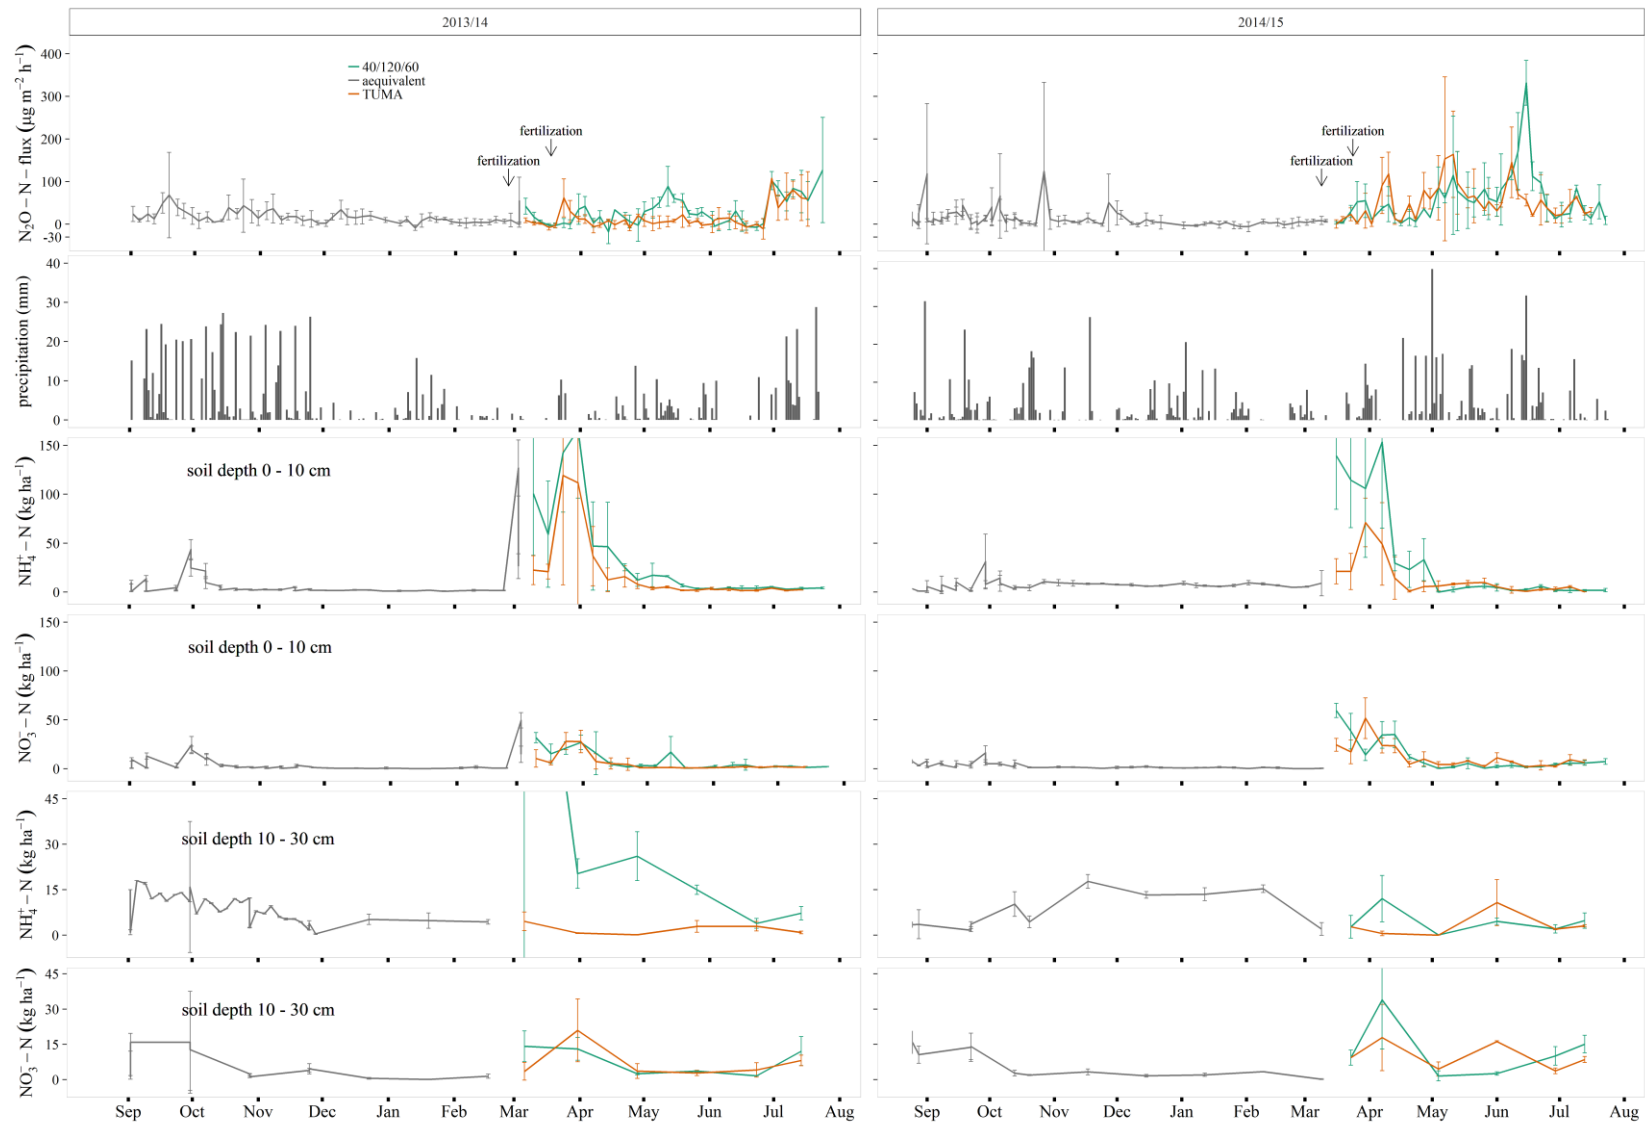 2013/14
2014/15
N₂O − N − flux (µg m⁻² h⁻¹)
400
300
200
100
0
-30
40/120/60
aequivalent
TUMA
fertilization
fertilization
fertilization
fertilization
precipitation (mm)
40
30
20
10
0
NH₄⁺ − N (kg ha⁻¹)
150
100
50
0
soil depth 0 - 10 cm
NO₃⁻ − N (kg ha⁻¹)
150
100
50
0
soil depth 0 - 10 cm
NH₄⁺ − N (kg ha⁻¹)
45
30
15
0
soil depth 10 - 30 cm
NO₃⁻ − N (kg ha⁻¹)
45
30
15
0
soil depth 10 - 30 cm
Sep Oct Nov Dec Jan Feb Mar Apr May Jun Jul Aug
Sep Oct Nov Dec Jan Feb Mar Apr May Jun Jul Aug